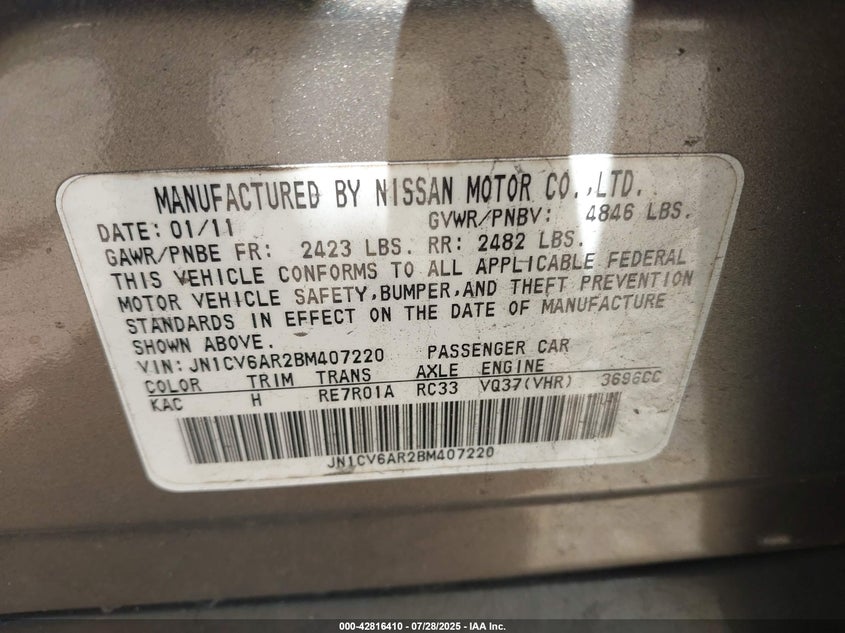 MANUFACTURED BY NISSAN MOTOR CO.,LTD.
DATE: 01/11 GVWR/PNBV: 4846 LBS.
GAWR/PNBE FR: 2423 LBS. RR: 2482 LBS.
THIS VEHICLE CONFORMS TO ALL APPLICABLE FEDERAL
MOTOR VEHICLE SAFETY,BUMPER,AND THEFT PREVENTION
STANDARDS IN EFFECT ON THE DATE OF MANUFACTURE
SHOWN ABOVE.
VIN: JN1CV6AR2BM407220 PASSENGER CAR
COLOR TRIM TRANS AXLE ENGINE
KAC H RE7R01A RC33 VQ37(VHR) 3696CC
JN1CV6AR2BM407220
000-42816410 | 07/28/2025 - IAA Inc.